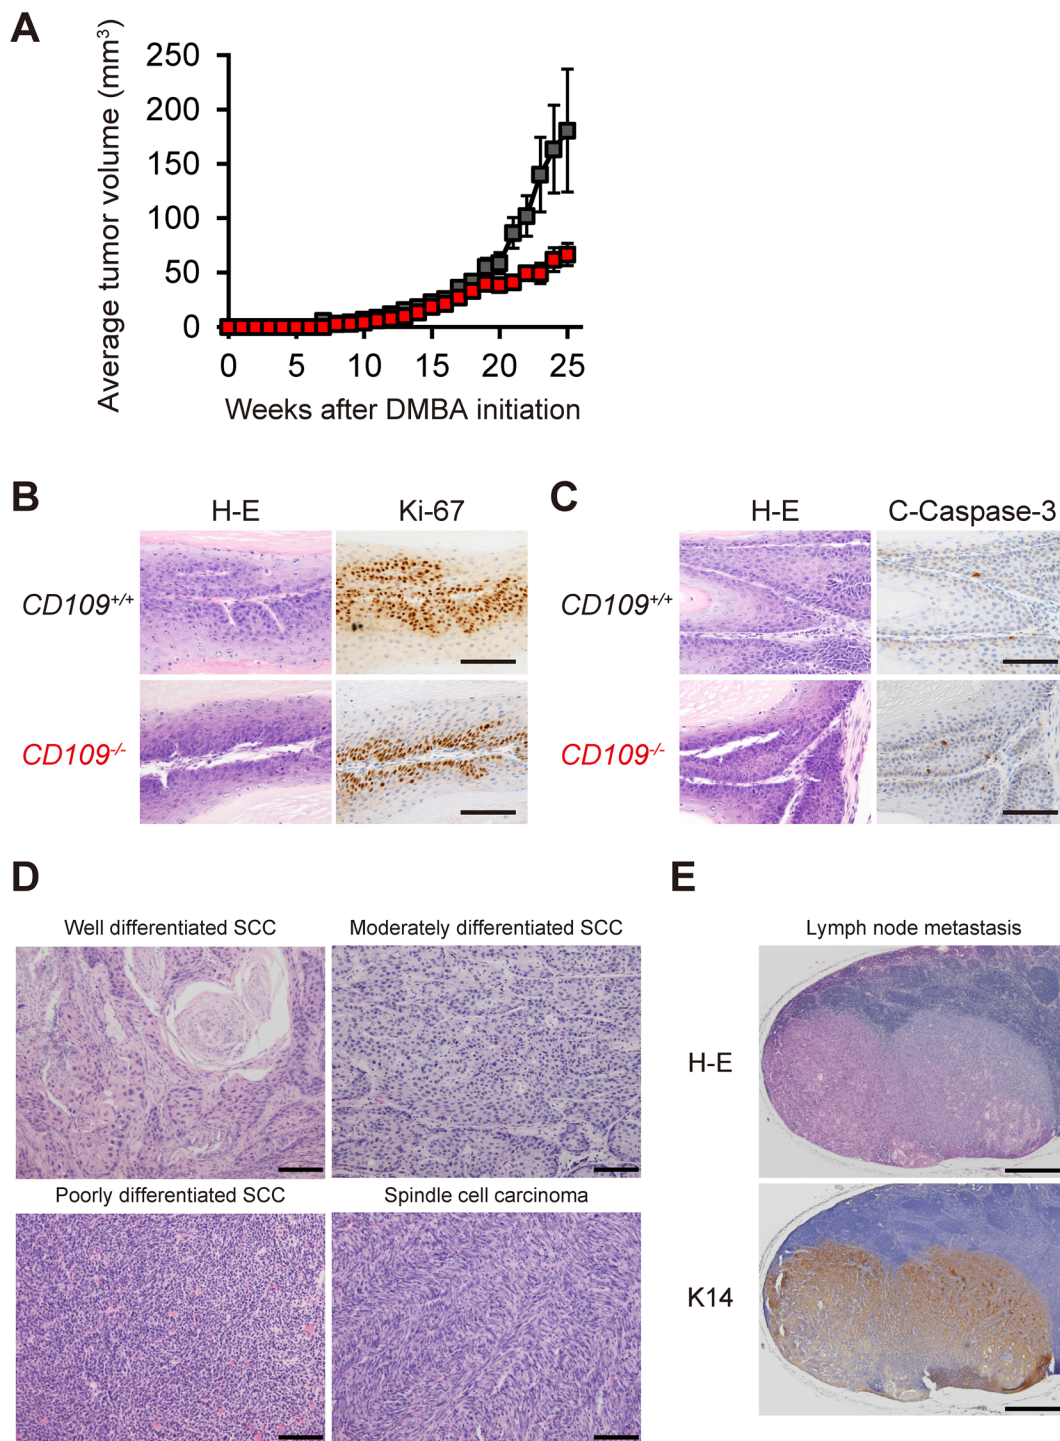 A
Average tumor volume (mm³)
250
200
150
100
50
0
0 5 10 15 20 25
Weeks after DMBA initiation
B
H-E Ki-67
CD109+/+
CD109-/-
C
H-E C-Caspase-3
CD109+/+
CD109-/-
D
Well differentiated SCC Moderately differentiated SCC
Poorly differentiated SCC Spindle cell carcinoma
E
Lymph node metastasis
H-E
K14